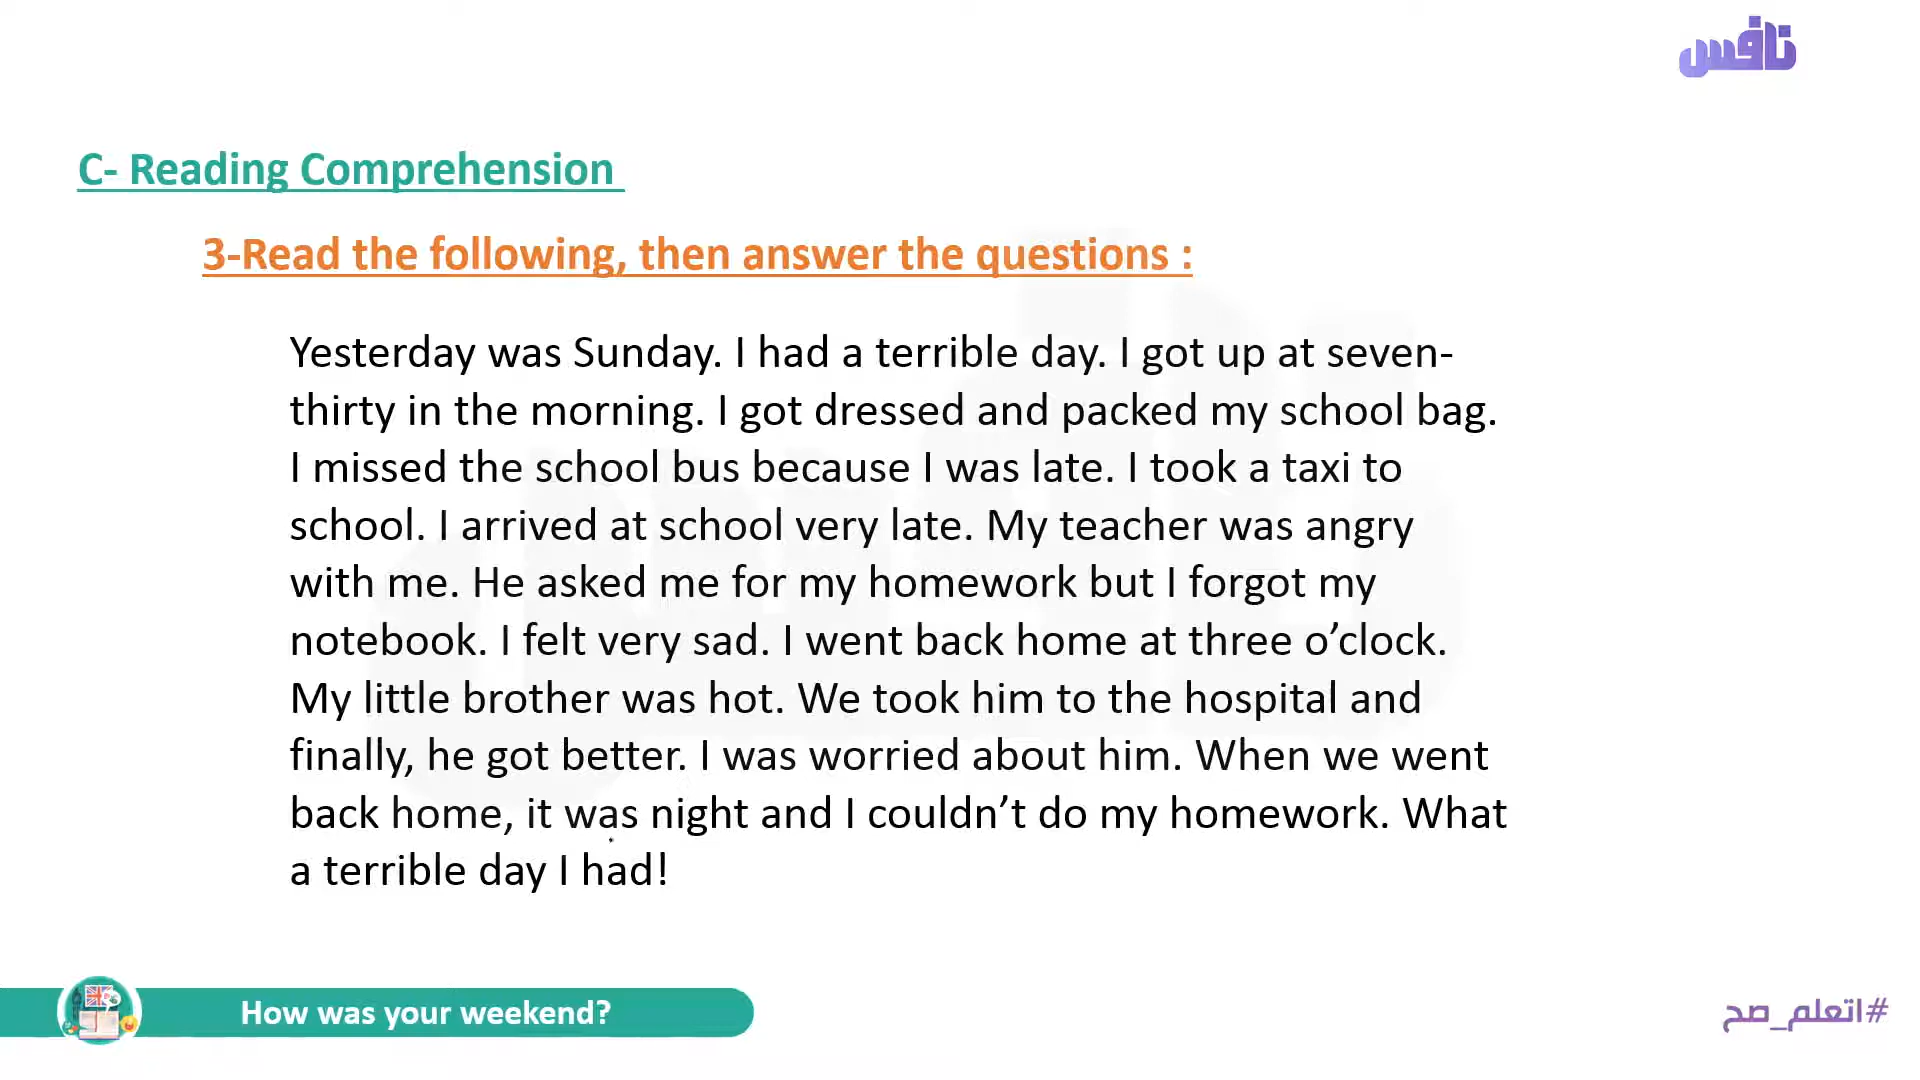 نافس
C- Reading Comprehension
3-Read the following, then answer the questions :
Yesterday was Sunday. I had a terrible day. I got up at seven-
thirty in the morning. I got dressed and packed my school bag.
I missed the school bus because I was late. I took a taxi to
school. I arrived at school very late. My teacher was angry
with me. He asked me for my homework but I forgot my
notebook. I felt very sad. I went back home at three o’clock.
My little brother was hot. We took him to the hospital and
finally, he got better. I was worried about him. When we went
back home, it was night and I couldn’t do my homework. What
a terrible day I had!
How was your weekend?
#اتعلم_صح